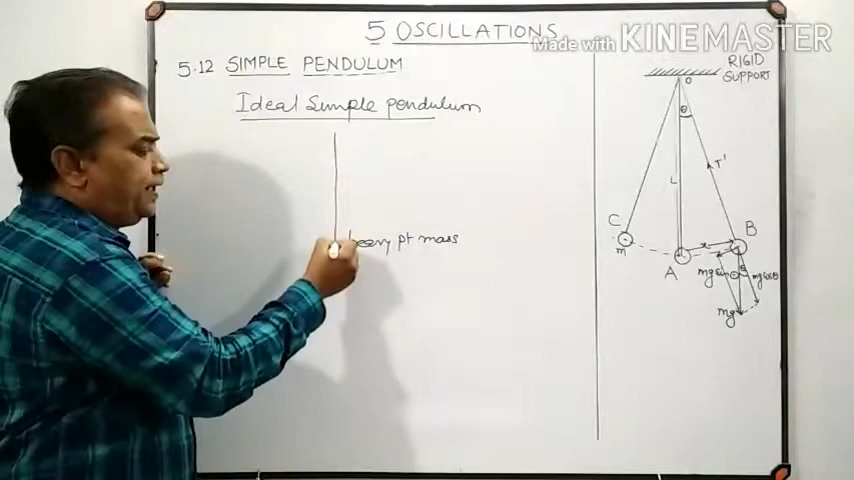 5 OSCILLATIONS
Made with KINEMASTER
5.12 SIMPLE PENDULUM
Ideal Simple pendulum
heavy pt mass
RIGID
SUPPORT
O
θ
T'
L
C
B
m
A
mg sinθ
θ
mg cosθ
mg